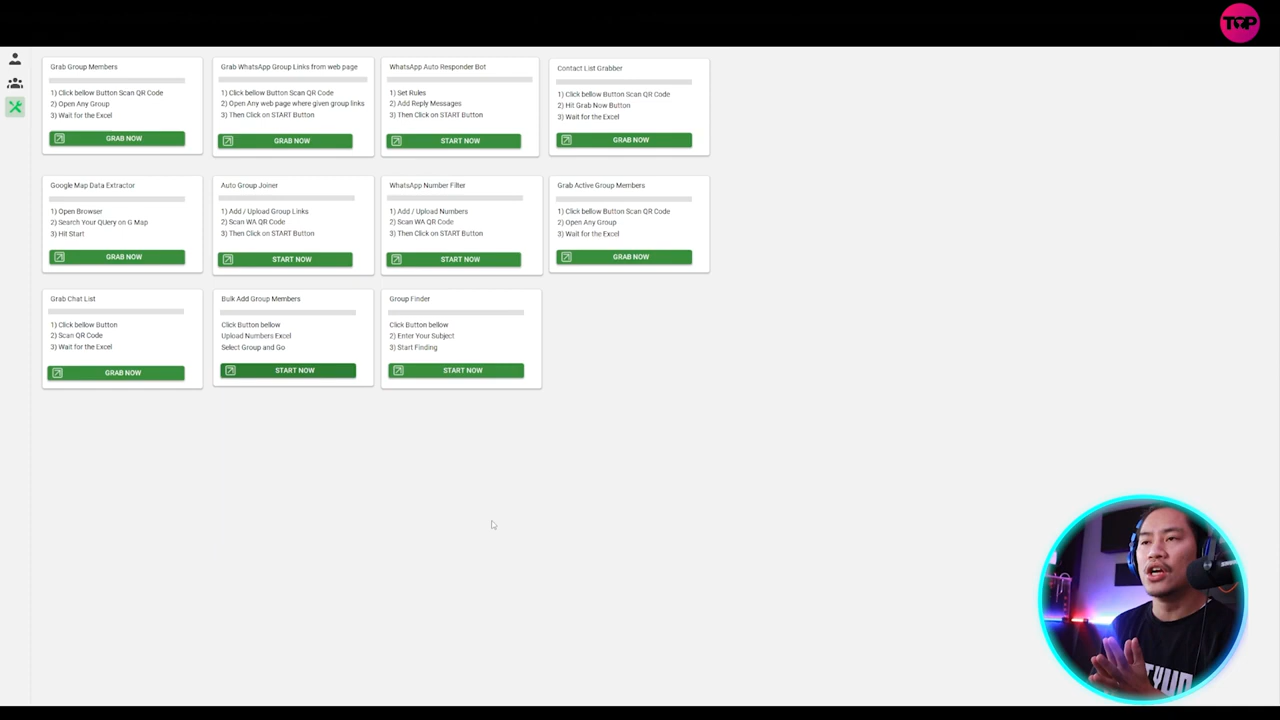 TOP
Grab Group Members
1) Click bellow Button Scan QR Code
2) Open Any Group
3) Wait for the Excel
GRAB NOW
Grab WhatsApp Group Links from web page
1) Click bellow Button Scan QR Code
2) Open Any web page where given group links
3) Then Click on START Button
GRAB NOW
WhatsApp Auto Responder Bot
1) Set Rules
2) Add Reply Messages
3) Then Click on START Button
START NOW
Contact List Grabber
1) Click bellow Button Scan QR Code
2) Hit Grab Now Button
3) Wait for the Excel
GRAB NOW
Google Map Data Extractor
1) Open Browser
2) Search Your QUery on G Map
3) Hit Start
GRAB NOW
Auto Group Joiner
1) Add / Upload Group Links
2) Scan WA QR Code
3) Then Click on START Button
START NOW
WhatsApp Number Filter
1) Add / Upload Numbers
2) Scan WA QR Code
3) Then Click on START Button
START NOW
Grab Active Group Members
1) Click bellow Button Scan QR Code
2) Open Any Group
3) Wait for the Excel
GRAB NOW
Grab Chat List
1) Click bellow Button
2) Scan QR Code
3) Wait for the Excel
GRAB NOW
Bulk Add Group Members
Click Button bellow
Upload Numbers Excel
Select Group and Go
START NOW
Group Finder
Click Button bellow
2) Enter Your Subject
3) Start Finding
START NOW